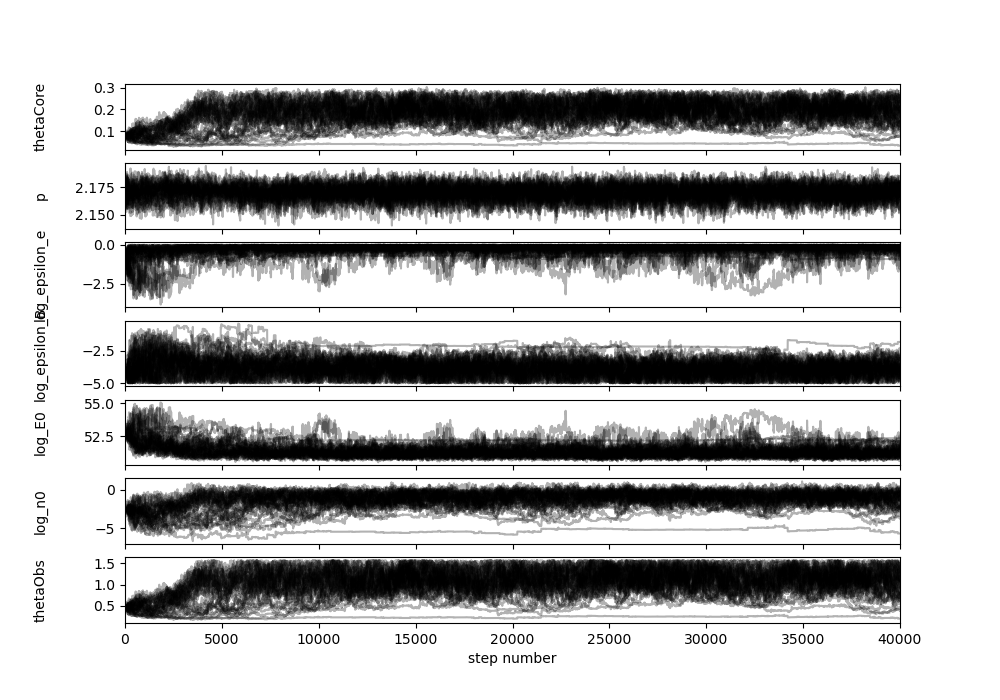 thetaCore
0.3
0.2
0.1
p
2.175
2.150
log_epsilon_e
0.0
−2.5
log_epsilon_B
−2.5
−5.0
log_E0
55.0
52.5
log_n0
0
−5
thetaObs
1.5
1.0
0.5
0 5000 10000 15000 20000 25000 30000 35000 40000
step number